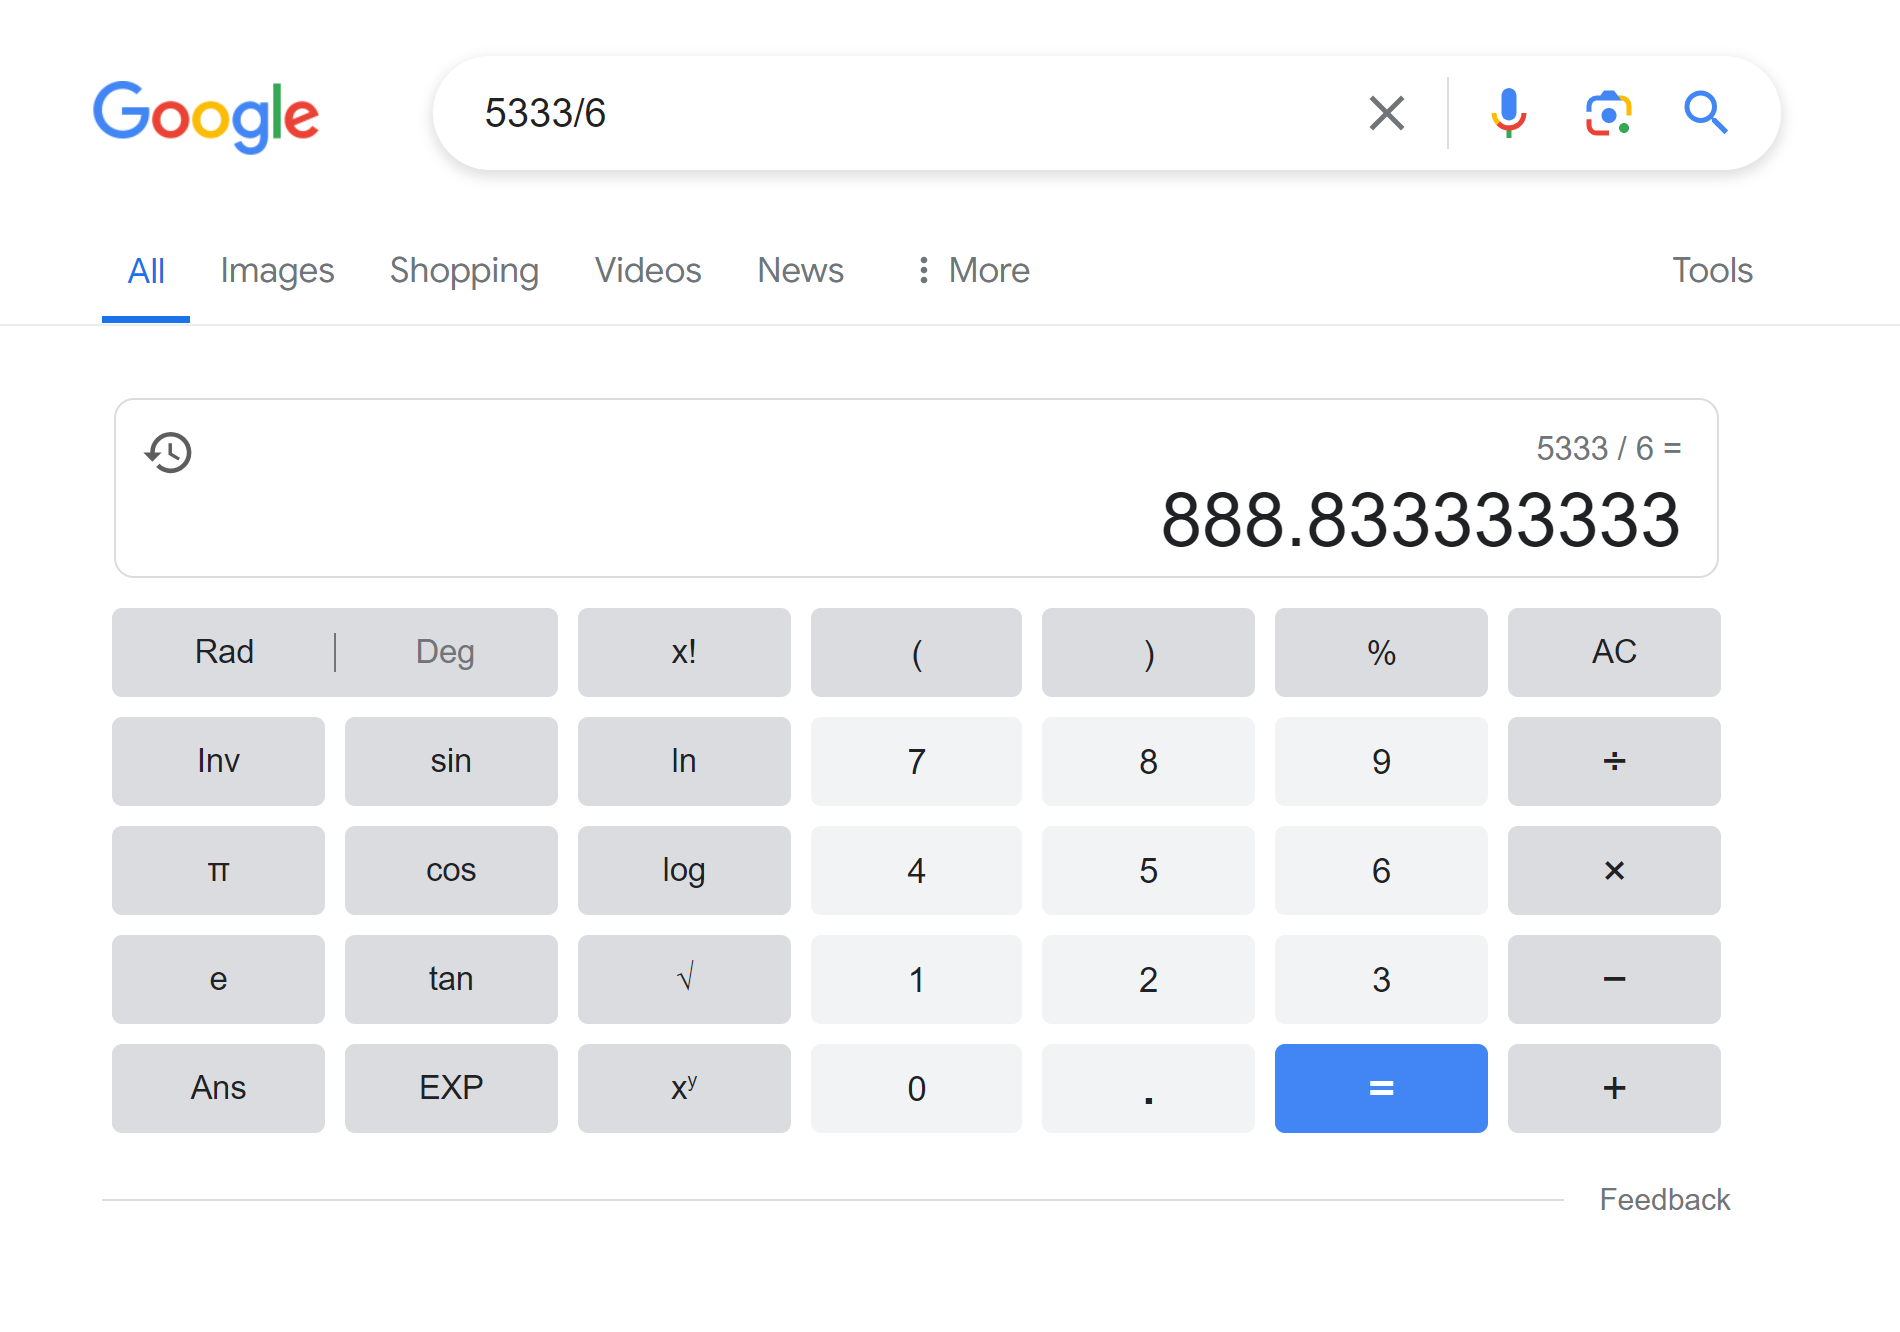 Google 5333/6
All Images Shopping Videos News More Tools
5333 / 6 =
888.833333333
Rad Deg x! ( ) % AC
Inv sin ln 7 8 9 ÷
π cos log 4 5 6 ×
e tan √ 1 2 3 −
Ans EXP xʸ 0 . = +
Feedback